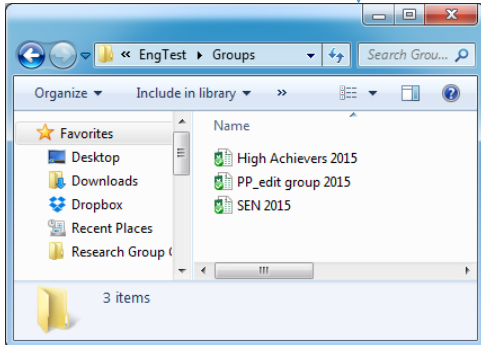 « EngTest ▸ Groups
Search Grou...
Organize ▾ Include in library ▾ »
Favorites
Desktop
Downloads
Dropbox
Recent Places
Research Group
Name
High Achievers 2015
PP_edit group 2015
SEN 2015
3 items